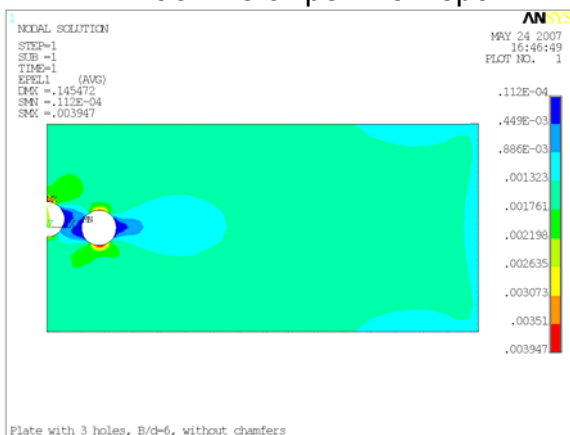 1
NODAL SOLUTION
STEP=1
SUB =1
TIME=1
EPEL1 (AVG)
DMX =.145472
SMN =.112E-04
SMX =.003947
ANSYS
MAY 24 2007
16:46:49
PLOT NO. 1
.112E-04
.449E-03
.886E-03
.001323
.001761
.002198
.002635
.003073
.00351
.003947
Plate with 3 holes, B/d=6, without chamfers